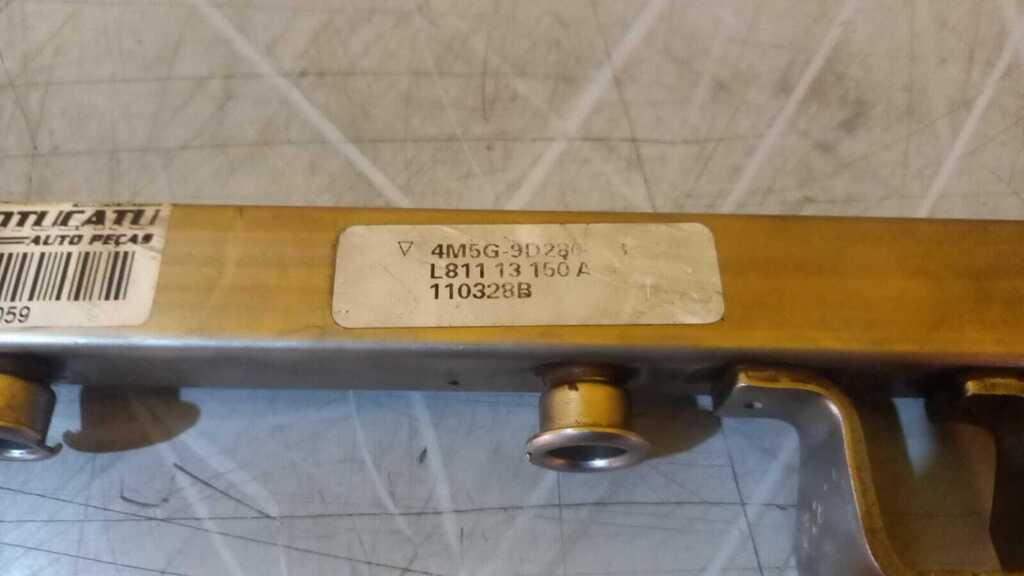 AUTO PEÇAS
059
▽ 4M5G-9D280
L811 13 150 A
110328B